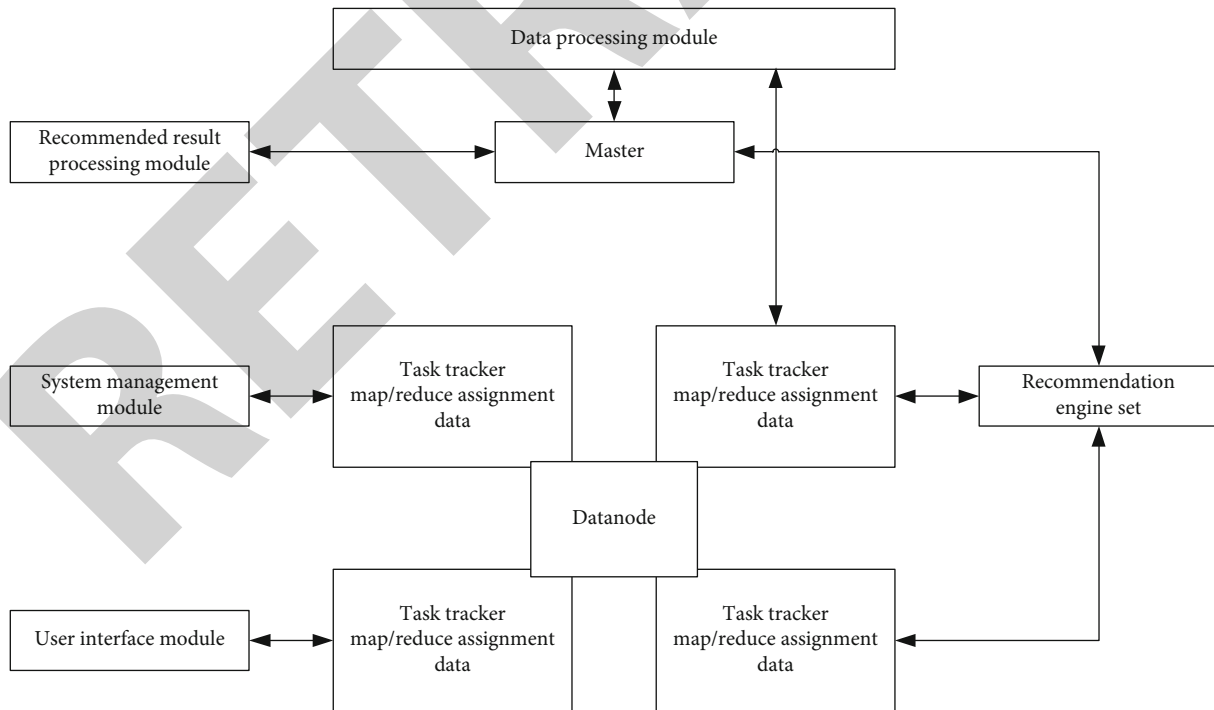 Data processing module
Recommended result
processing module
Master
Task tracker
map/reduce assignment
data
Task tracker
map/reduce assignment
data
System management
module
Recommendation
engine set
Datanode
Task tracker
map/reduce assignment
data
Task tracker
map/reduce assignment
data
User interface module
RETR